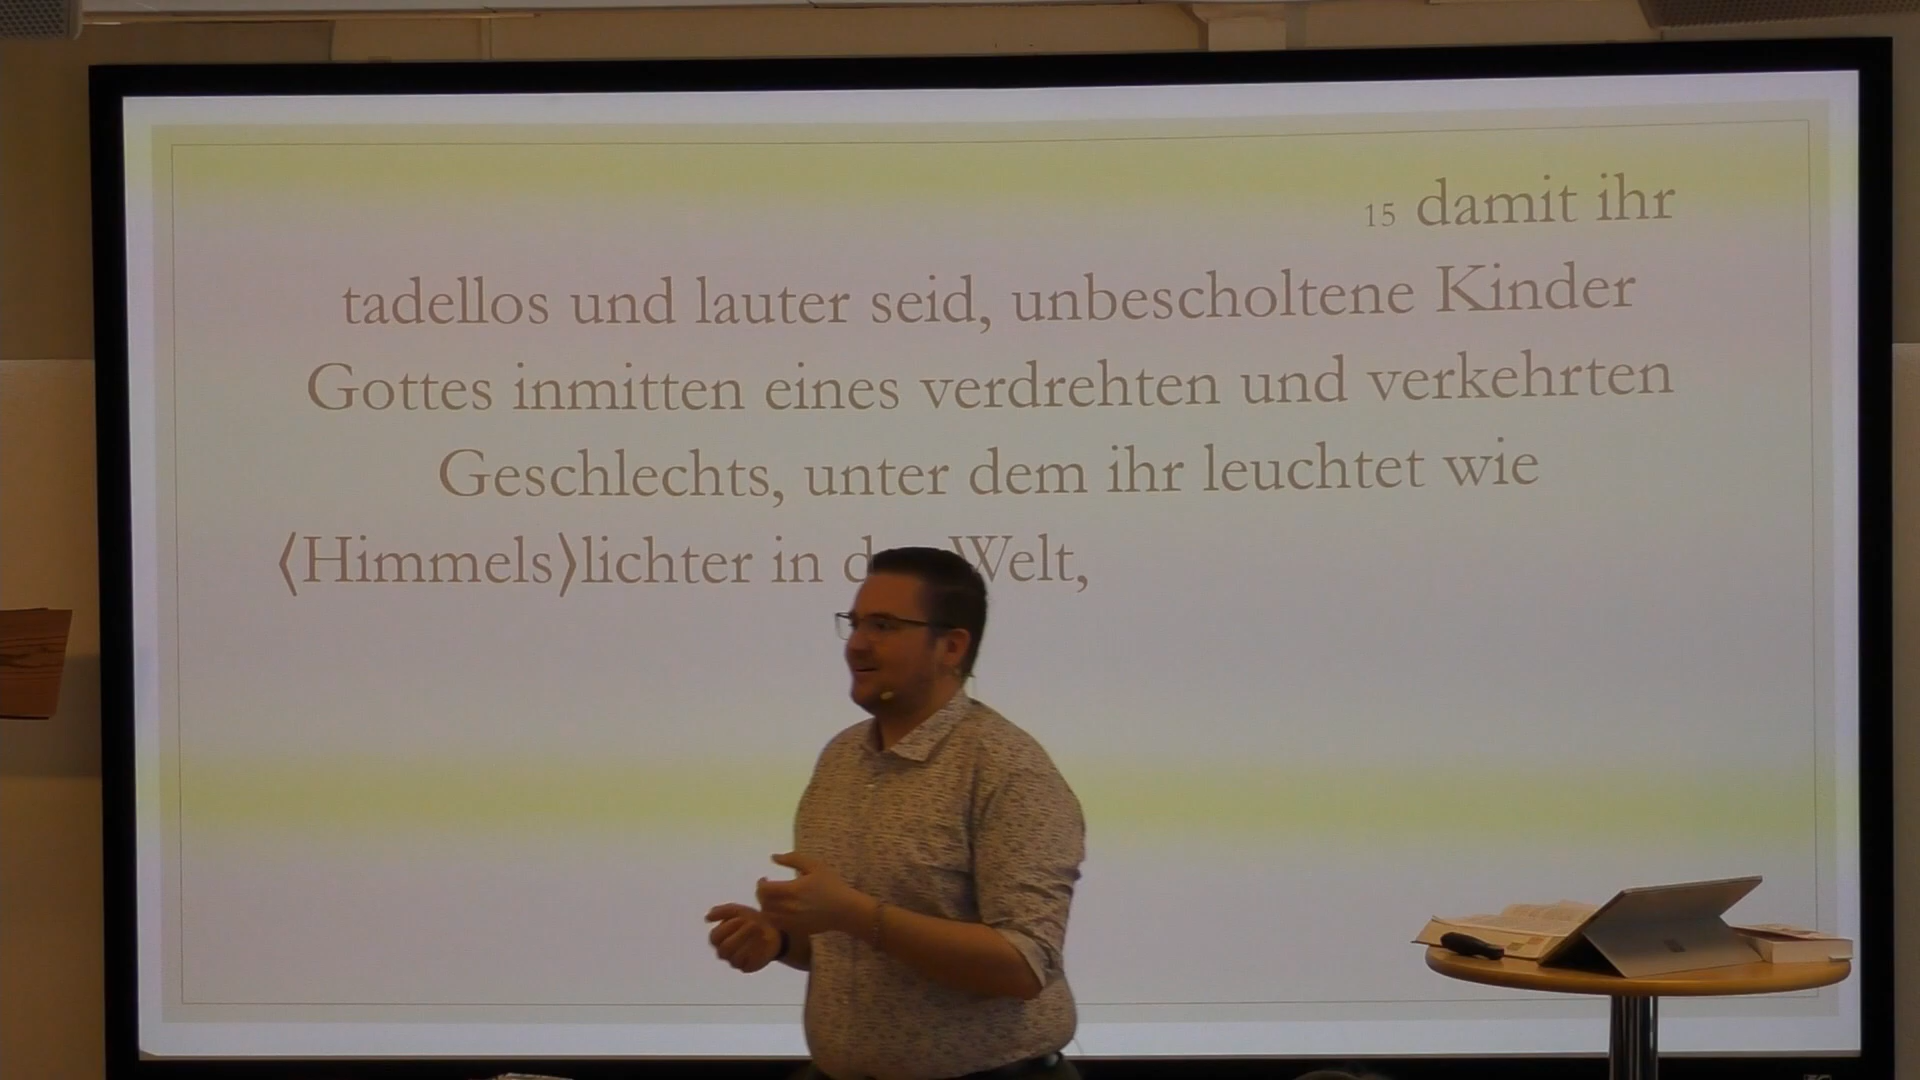 15 damit ihr
tadellos und lauter seid, unbescholtene Kinder
Gottes inmitten eines verdrehten und verkehrten
Geschlechts, unter dem ihr leuchtet wie
⟨Himmels⟩lichter in Welt,